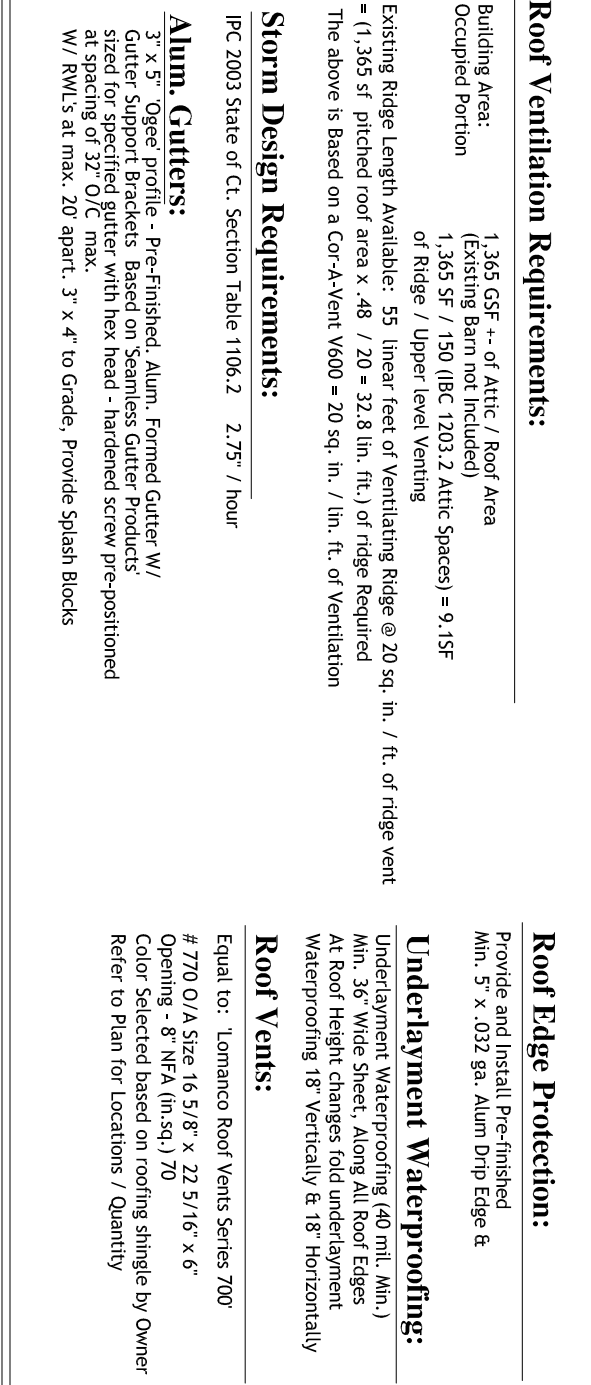 Roof Ventilation Requirements:
Building Area: 1,365 GSF +- of Attic / Roof Area
Occupied Portion (Existing Barn not Included)
1,365 SF / 150 (IBC 1203.2 Attic Spaces) = 9.1SF
of Ridge / Upper level Venting
Existing Ridge Length Available: 55 linear feet of Ventilating Ridge @ 20 sq. in. / ft. of ridge vent
= (1,365 sf pitched roof area x .48 / 20 = 32.8 lin. fit.) of ridge Required
The above is Based on a Cor-A-Vent V600 = 20 sq. in. / lin. ft. of Ventilation
Storm Design Requirements:
IPC 2003 State of Ct. Section Table 1106.2 2.75" / hour
Alum. Gutters:
3" x 5" 'Ogee' profile - Pre-Finished. Alum. Formed Gutter W/
Gutter Support Brackets Based on 'Seamless Gutter Products'
sized for specified gutter with hex head - hardened screw pre-positioned
at spacing of 32" O/C max.
W/ RWL's at max. 20' apart. 3" x 4" to Grade, Provide Splash Blocks
Roof Edge Protection:
Provide and Install Pre-finished
Min. 5" x .032 ga. Alum Drip Edge &
Underlayment Waterproofing:
Underlayment Waterproofing (40 mil. Min.)
Min. 36" Wide Sheet, Along All Roof Edges
At Roof Height changes fold underlayment
Waterproofing 18" Vertically & 18" Horizontally
Roof Vents:
Equal to: 'Lomanco Roof Vents Series 700'
# 770 O/A Size 16 5/8" x 22 5/16" x 6"
Opening - 8" NFA (in.sq.) 70
Color Selected based on roofing shingle by Owner
Refer to Plan for Locations / Quantity